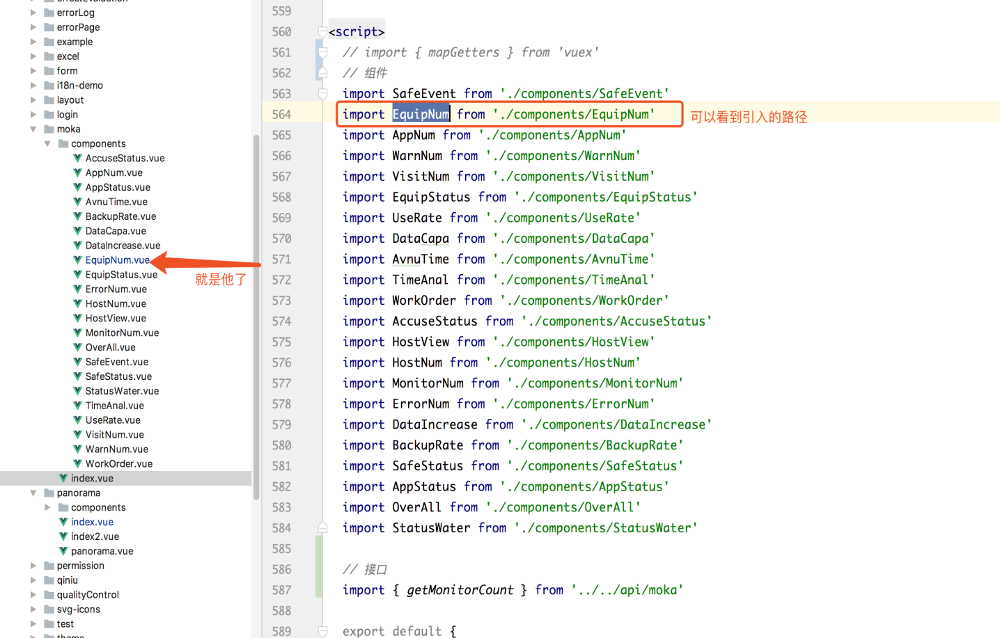 errorLog
errorPage
example
excel
form
i18n-demo
layout
login
moka
components
AccuseStatus.vue
AppNum.vue
AppStatus.vue
AvnuTime.vue
BackupRate.vue
DataCapa.vue
DataIncrease.vue
EquipNum.vue
EquipStatus.vue
ErrorNum.vue
HostNum.vue
HostView.vue
MonitorNum.vue
OverAll.vue
SafeEvent.vue
SafeStatus.vue
StatusWater.vue
TimeAnal.vue
UseRate.vue
VisitNum.vue
WarnNum.vue
WorkOrder.vue
index.vue
panorama
components
index.vue
index2.vue
panorama.vue
permission
qiniu
qualityControl
svg-icons
test
就是他了
559
560 <script>
561 // import { mapGetters } from 'vuex'
562 // 组件
563 import SafeEvent from './components/SafeEvent'
564 import EquipNum from './components/EquipNum' 可以看到引入的路径
565 import AppNum from './components/AppNum'
566 import WarnNum from './components/WarnNum'
567 import VisitNum from './components/VisitNum'
568 import EquipStatus from './components/EquipStatus'
569 import UseRate from './components/UseRate'
570 import DataCapa from './components/DataCapa'
571 import AvnuTime from './components/AvnuTime'
572 import TimeAnal from './components/TimeAnal'
573 import WorkOrder from './components/WorkOrder'
574 import AccuseStatus from './components/AccuseStatus'
575 import HostView from './components/HostView'
576 import HostNum from './components/HostNum'
577 import MonitorNum from './components/MonitorNum'
578 import ErrorNum from './components/ErrorNum'
579 import DataIncrease from './components/DataIncrease'
580 import BackupRate from './components/BackupRate'
581 import SafeStatus from './components/SafeStatus'
582 import AppStatus from './components/AppStatus'
583 import OverAll from './components/OverAll'
584 import StatusWater from './components/StatusWater'
585
586 // 接口
587 import { getMonitorCount } from '../../api/moka'
588
589 export default {